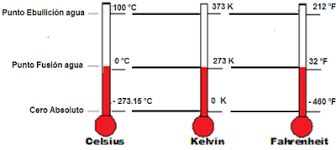 Punto Ebullición agua 100 °C 373 K 212 °F
Punto Fusión agua 0 °C 273 K 32 °F
Cero Absoluto - 273.15 °C 0 K -460 °F
Celsius Kelvin Fahrenheit